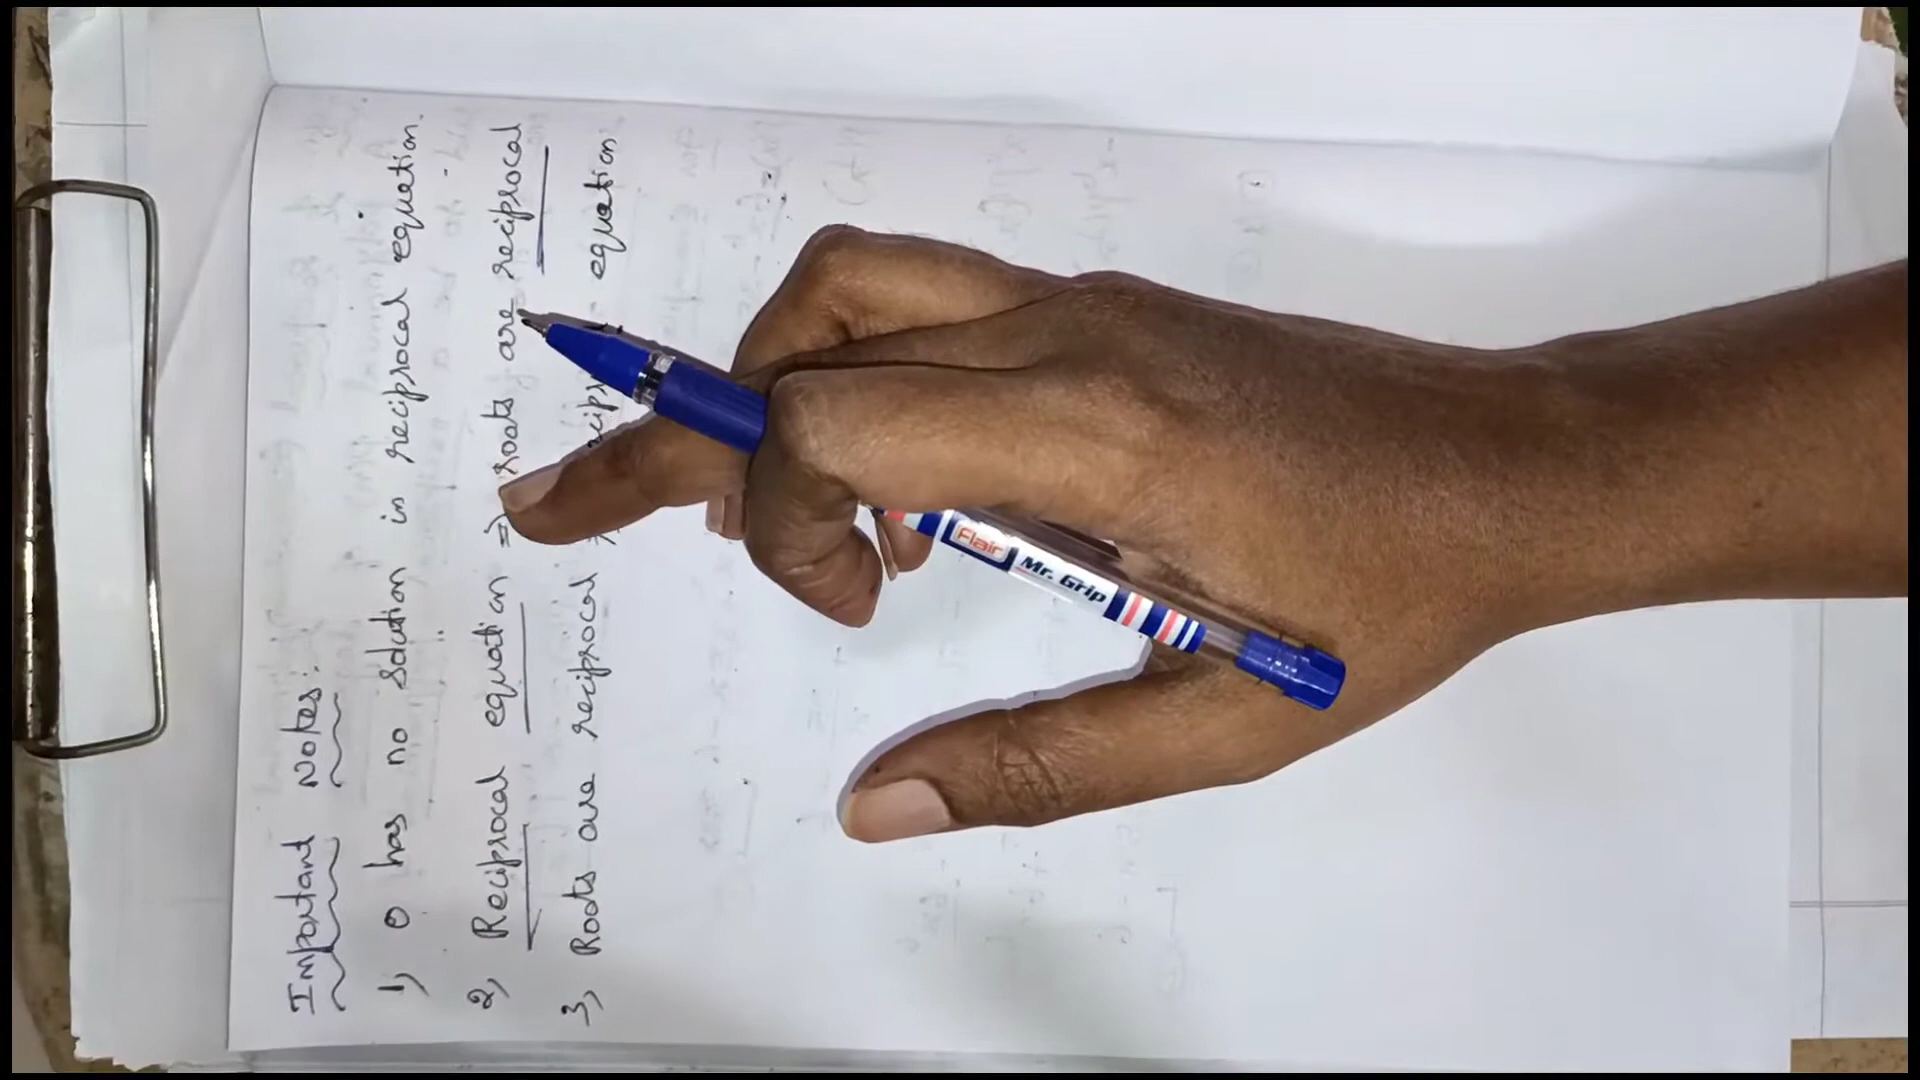 Important Notes:
1, 0 has no solution in reciprocal equation.
2, Reciprocal equation ⇒ roots are reciprocal
3, Roots are reciprocal equation.
Flair Mr. Grip